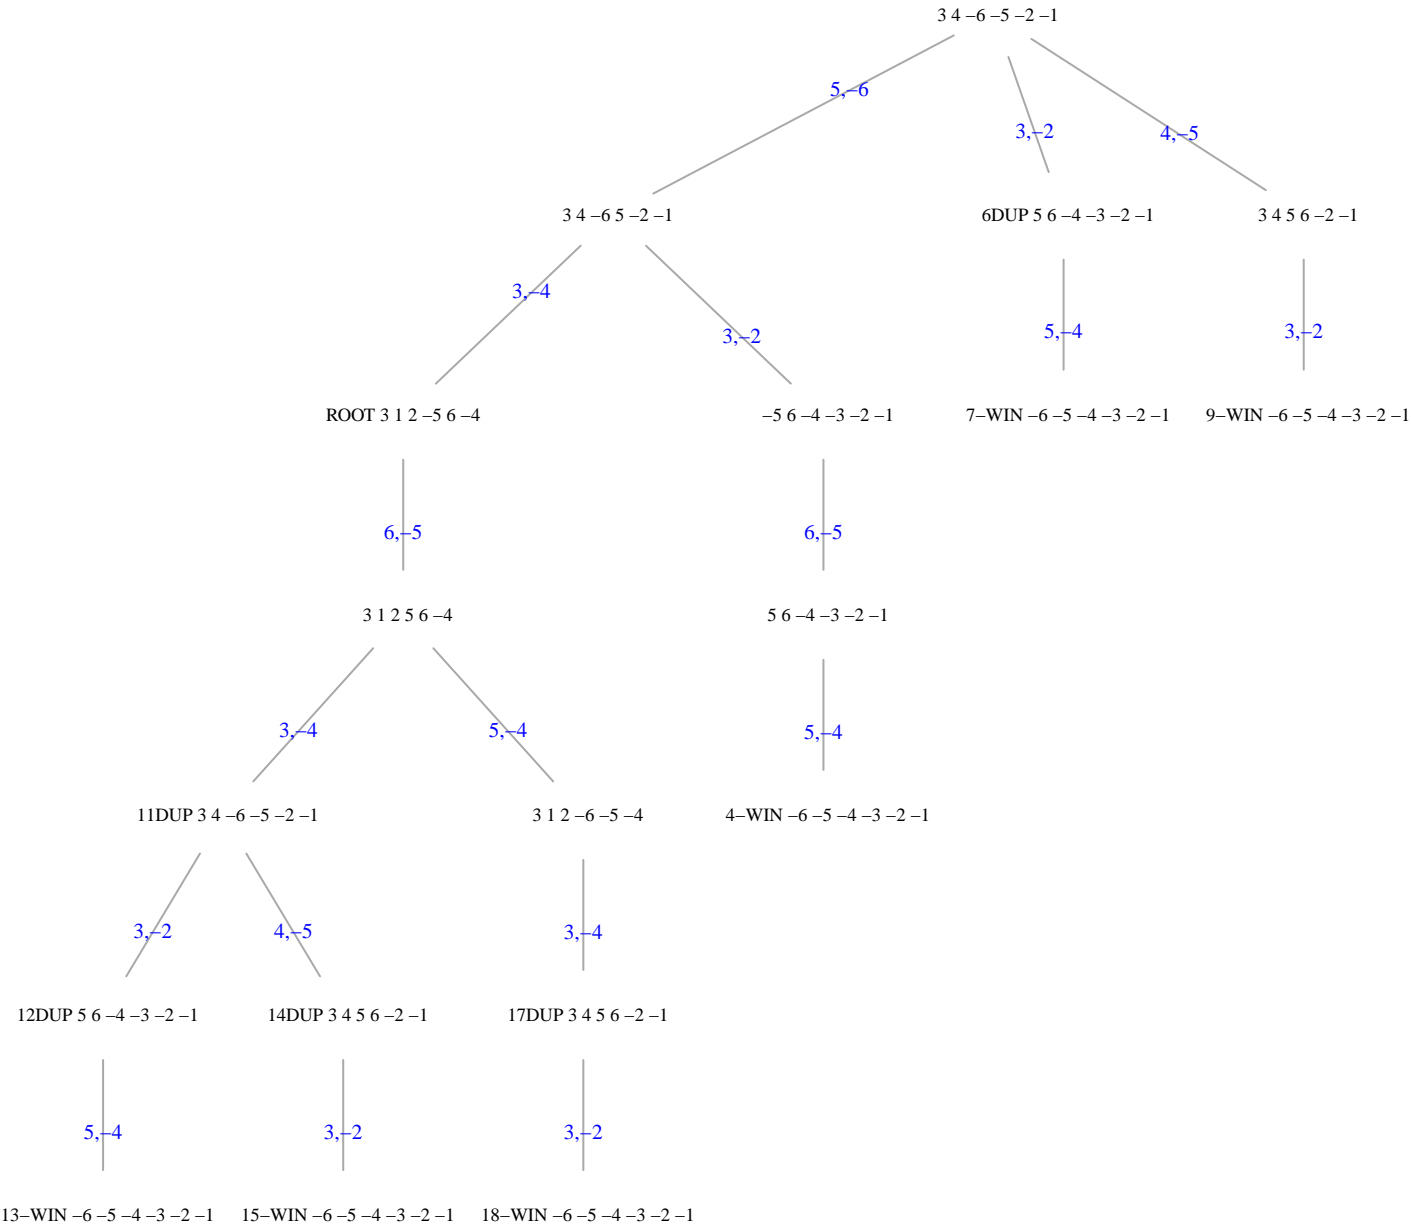 3 4 –6 –5 –2 –1
5,–6
3,–2
4,–5
3 4 –6 5 –2 –1
6DUP 5 6 –4 –3 –2 –1
3 4 5 6 –2 –1
3,–4
3,–2
5,–4
3,–2
ROOT 3 1 2 –5 6 –4
–5 6 –4 –3 –2 –1
7–WIN –6 –5 –4 –3 –2 –1
9–WIN –6 –5 –4 –3 –2 –1
6,–5
6,–5
3 1 2 5 6 –4
5 6 –4 –3 –2 –1
3,–4
5,–4
5,–4
11DUP 3 4 –6 –5 –2 –1
3 1 2 –6 –5 –4
4–WIN –6 –5 –4 –3 –2 –1
3,–2
4,–5
3,–4
12DUP 5 6 –4 –3 –2 –1
14DUP 3 4 5 6 –2 –1
17DUP 3 4 5 6 –2 –1
5,–4
3,–2
3,–2
13–WIN –6 –5 –4 –3 –2 –1
15–WIN –6 –5 –4 –3 –2 –1
18–WIN –6 –5 –4 –3 –2 –1